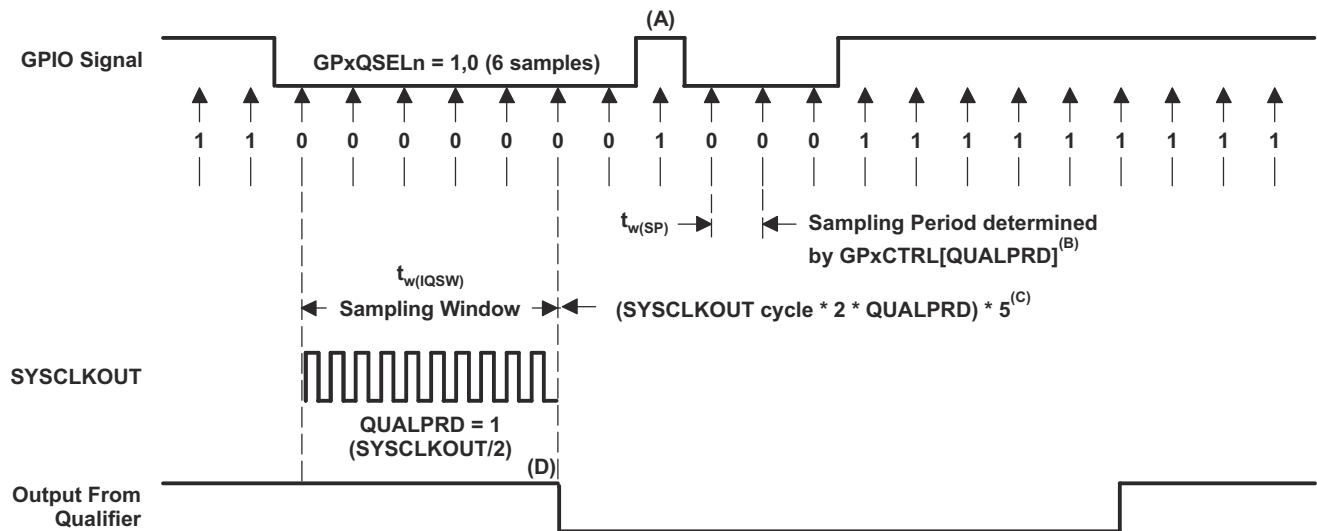 (A)
GPIO Signal
GPxQSELn = 1,0 (6 samples)
1 1 0 0 0 0 0 0 0 1 0 0 0 1 1 1 1 1 1 1 1 1
tw(SP)
Sampling Period determined
by GPxCTRL[QUALPRD](B)
tw(IQSW)
Sampling Window
(SYSCLKOUT cycle * 2 * QUALPRD) * 5(C)
SYSCLKOUT
QUALPRD = 1
(SYSCLKOUT/2)
(D)
Output From
Qualifier